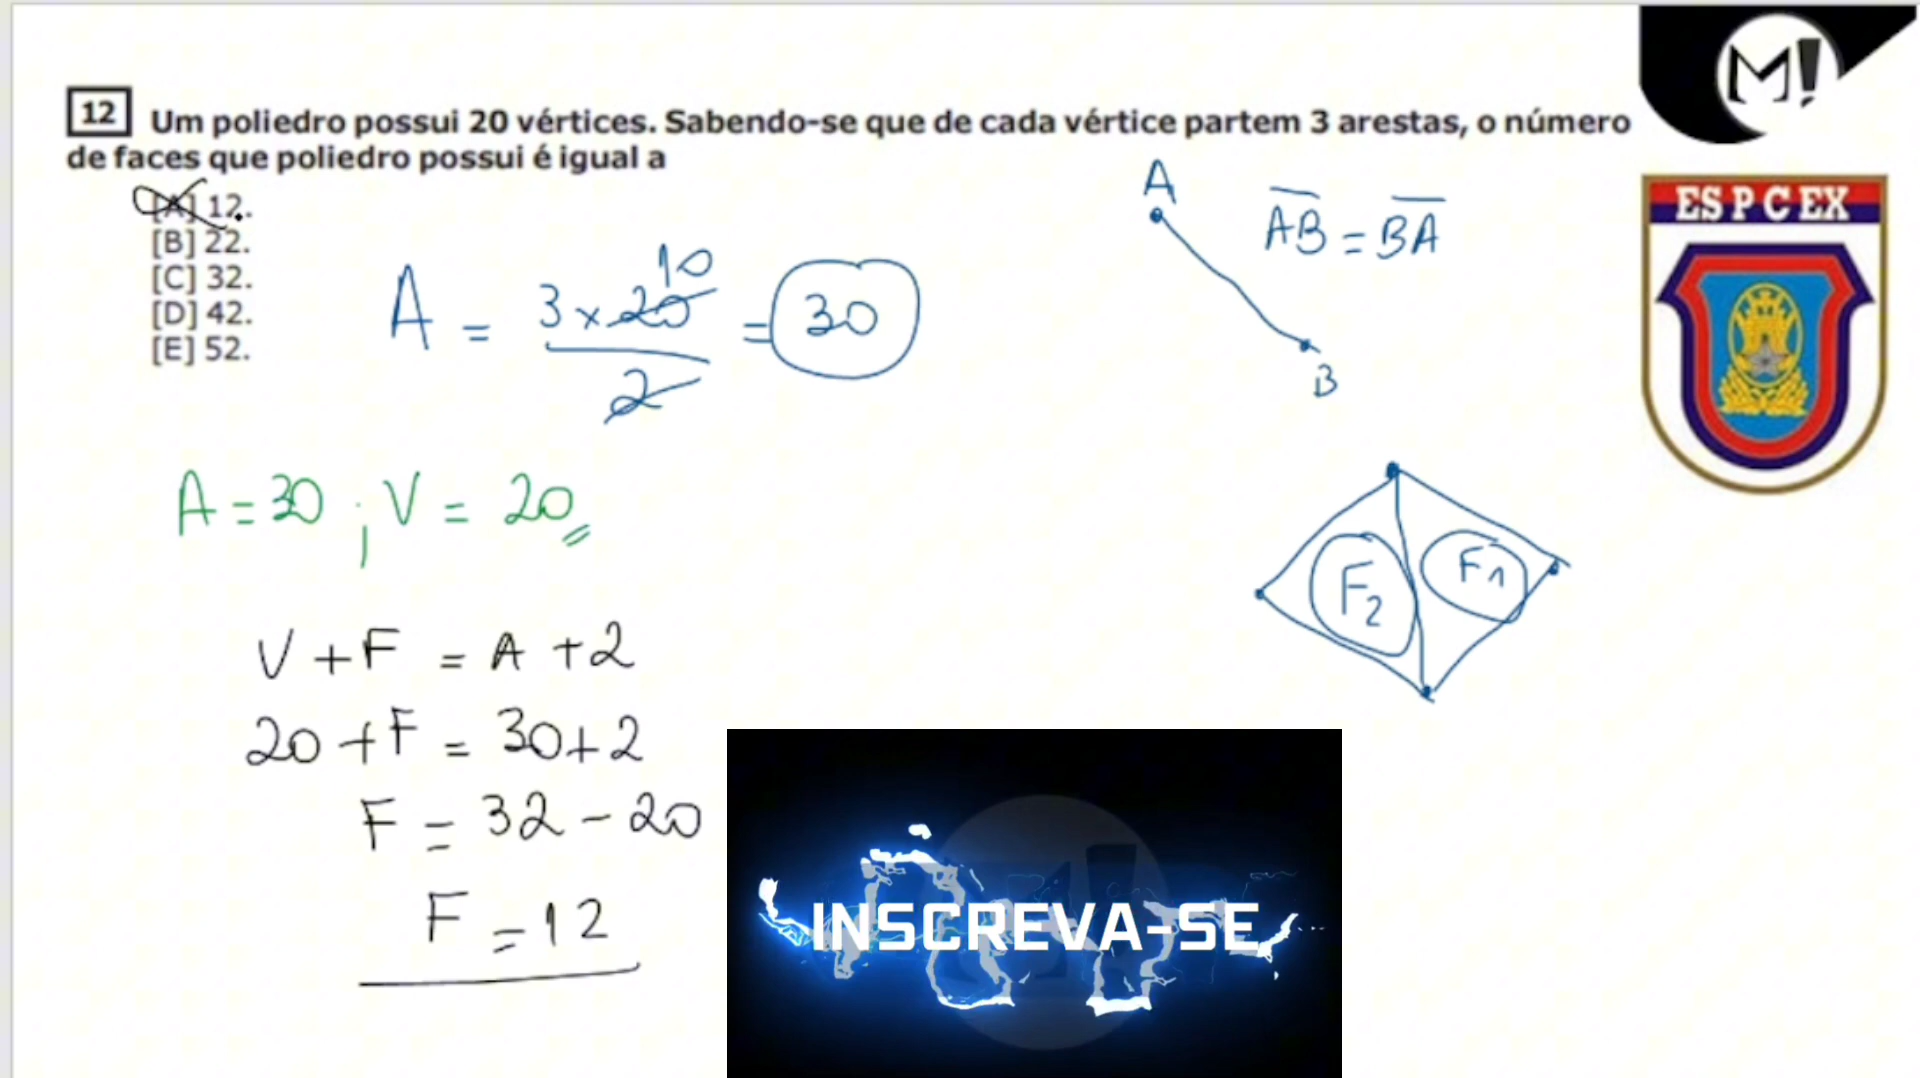 M!
12 Um poliedro possui 20 vértices. Sabendo-se que de cada vértice partem 3 arestas, o número
de faces que poliedro possui é igual a
[A] 12.
[B] 22.
[C] 32.
[D] 42.
[E] 52.
A = 3 x 20 / 2 = 30
10
A
B
AB = BA
ES P C EX
A = 30 ; V = 20
F2
F1
V + F = A + 2
20 + F = 30 + 2
F = 32 - 20
F = 12
INSCREVA-SE